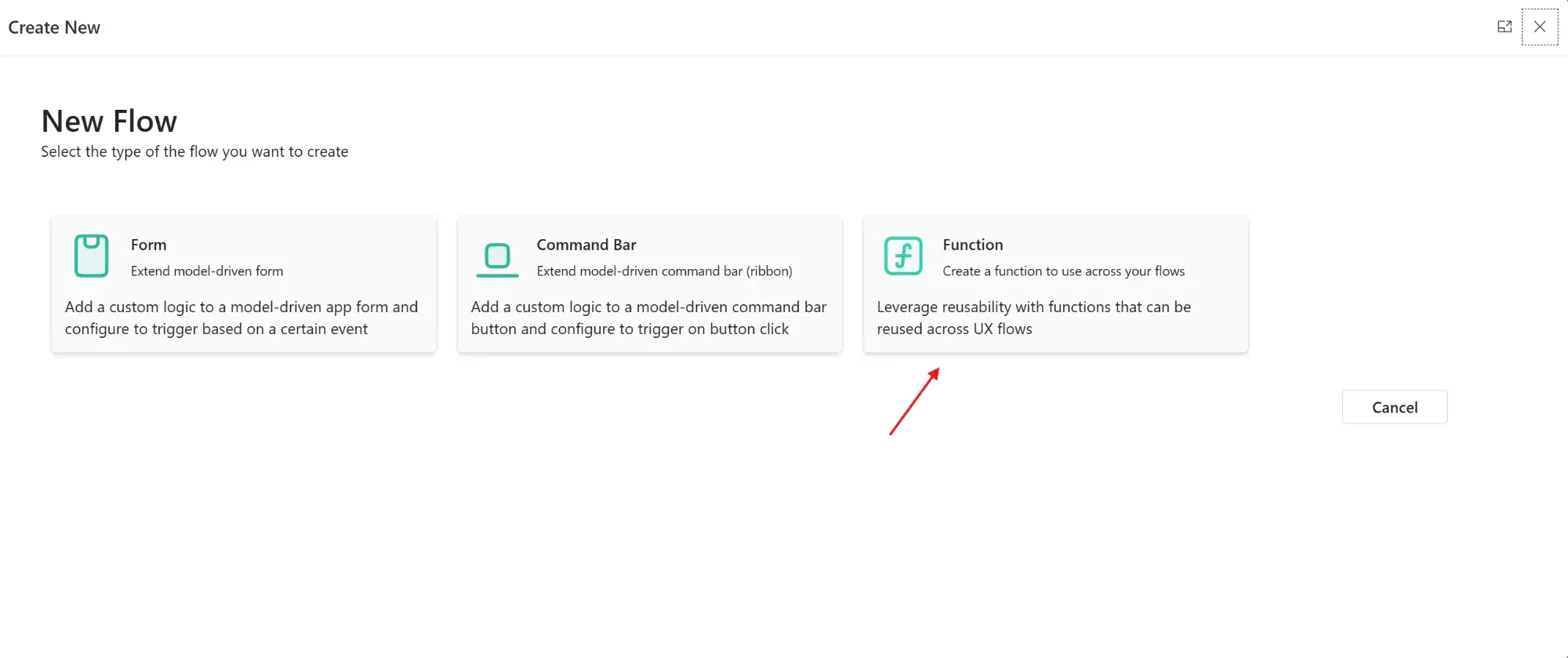 Create New
New Flow
Select the type of the flow you want to create
Form
Extend model-driven form
Add a custom logic to a model-driven app form and
configure to trigger based on a certain event
Command Bar
Extend model-driven command bar (ribbon)
Add a custom logic to a model-driven command bar
button and configure to trigger on button click
Function
Create a function to use across your flows
Leverage reusability with functions that can be
reused across UX flows
Cancel